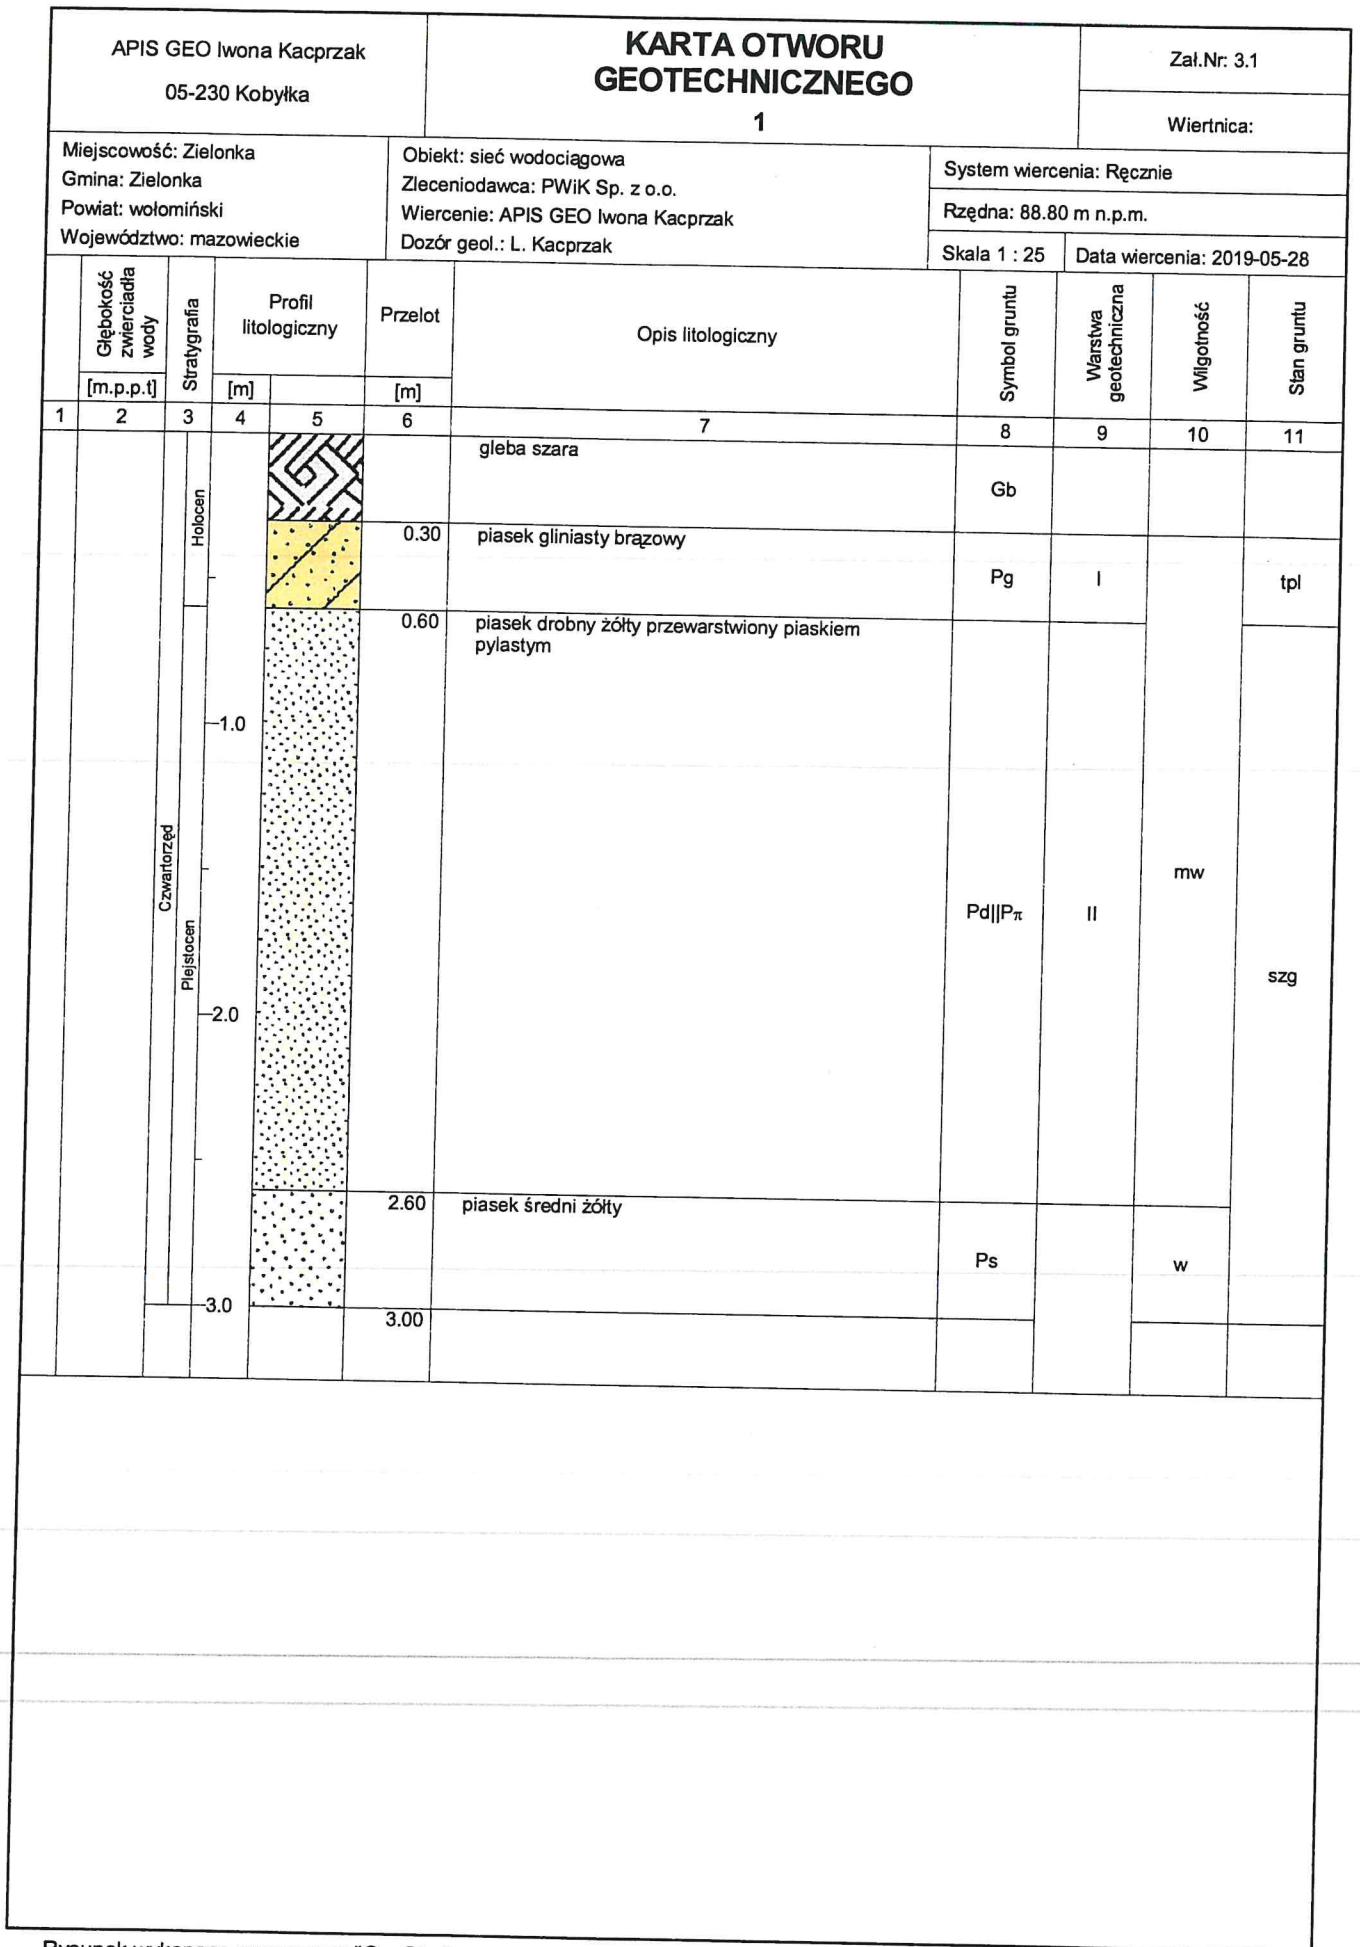 APIS GEO Iwona Kacprzak
05-230 Kobyłka
KARTA OTWORU
GEOTECHNICZNEGO
1
Zał.Nr: 3.1
Wiertnica:
Miejscowość: Zielonka
Gmina: Zielonka
Powiat: wołomiński
Województwo: mazowieckie
Obiekt: sieć wodociągowa
Zleceniodawca: PWiK Sp. z o.o.
Wiercenie: APIS GEO Iwona Kacprzak
Dozór geol.: L. Kacprzak
System wiercenia: Ręcznie
Rzędna: 88.80 m n.p.m.
Skala 1 : 25
Data wiercenia: 2019-05-28
Głębokość
zwierciadła
wody
[m.p.p.t]
Stratygrafia
Profil
litologiczny
[m]
Przelot
[m]
Opis litologiczny
Symbol gruntu
Warstwa
geotechniczna
Wilgotność
Stan gruntu
1 2 3 4 5 6 7 8 9 10 11
gleba szara
Gb
Holocen
0.30 piasek gliniasty brązowy
Pg I tpl
0.60 piasek drobny żółty przewarstwiony piaskiem
pylastym
1.0
Czwartorzęd
mw
Pd||Pπ II
Plejstocen
szg
2.0
2.60 piasek średni żółty
Ps w
3.0
3.00